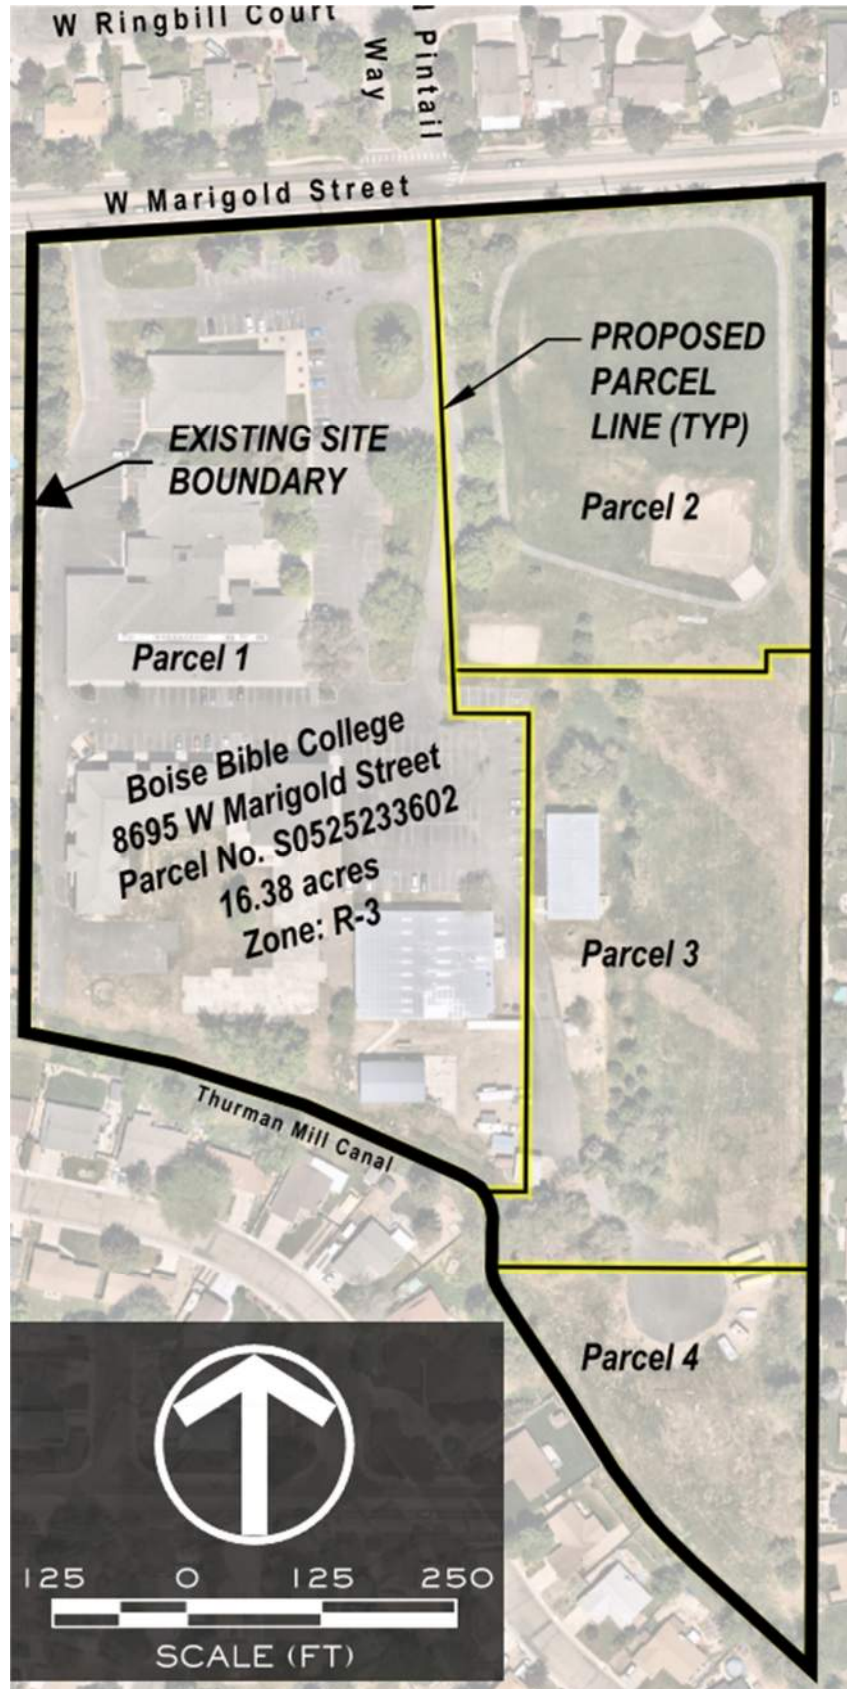 W Ringbill Court
Pintail
Way
W Marigold Street
PROPOSED
PARCEL
LINE (TYP)
EXISTING SITE
BOUNDARY
Parcel 2
Parcel 1
Boise Bible College
8695 W Marigold Street
Parcel No. S0525233602
16.38 acres
Zone: R-3
Parcel 3
Thurman Mill Canal
Parcel 4
125 0 125 250
SCALE (FT)